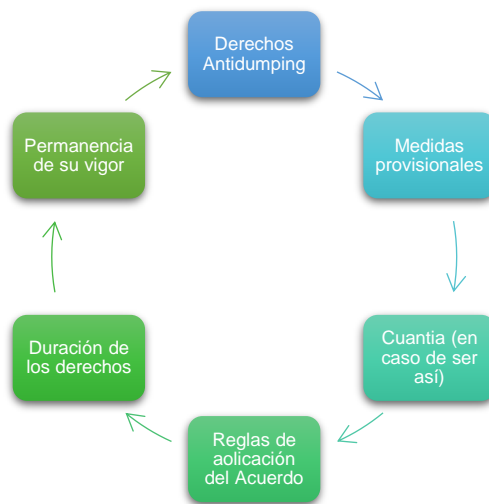 Derechos
Antidumping
Medidas
provisionales
Cuantia (en
caso de ser
así)
Reglas de
aolicación
del Acuerdo
Duración de
los derechos
Permanencia
de su vigor